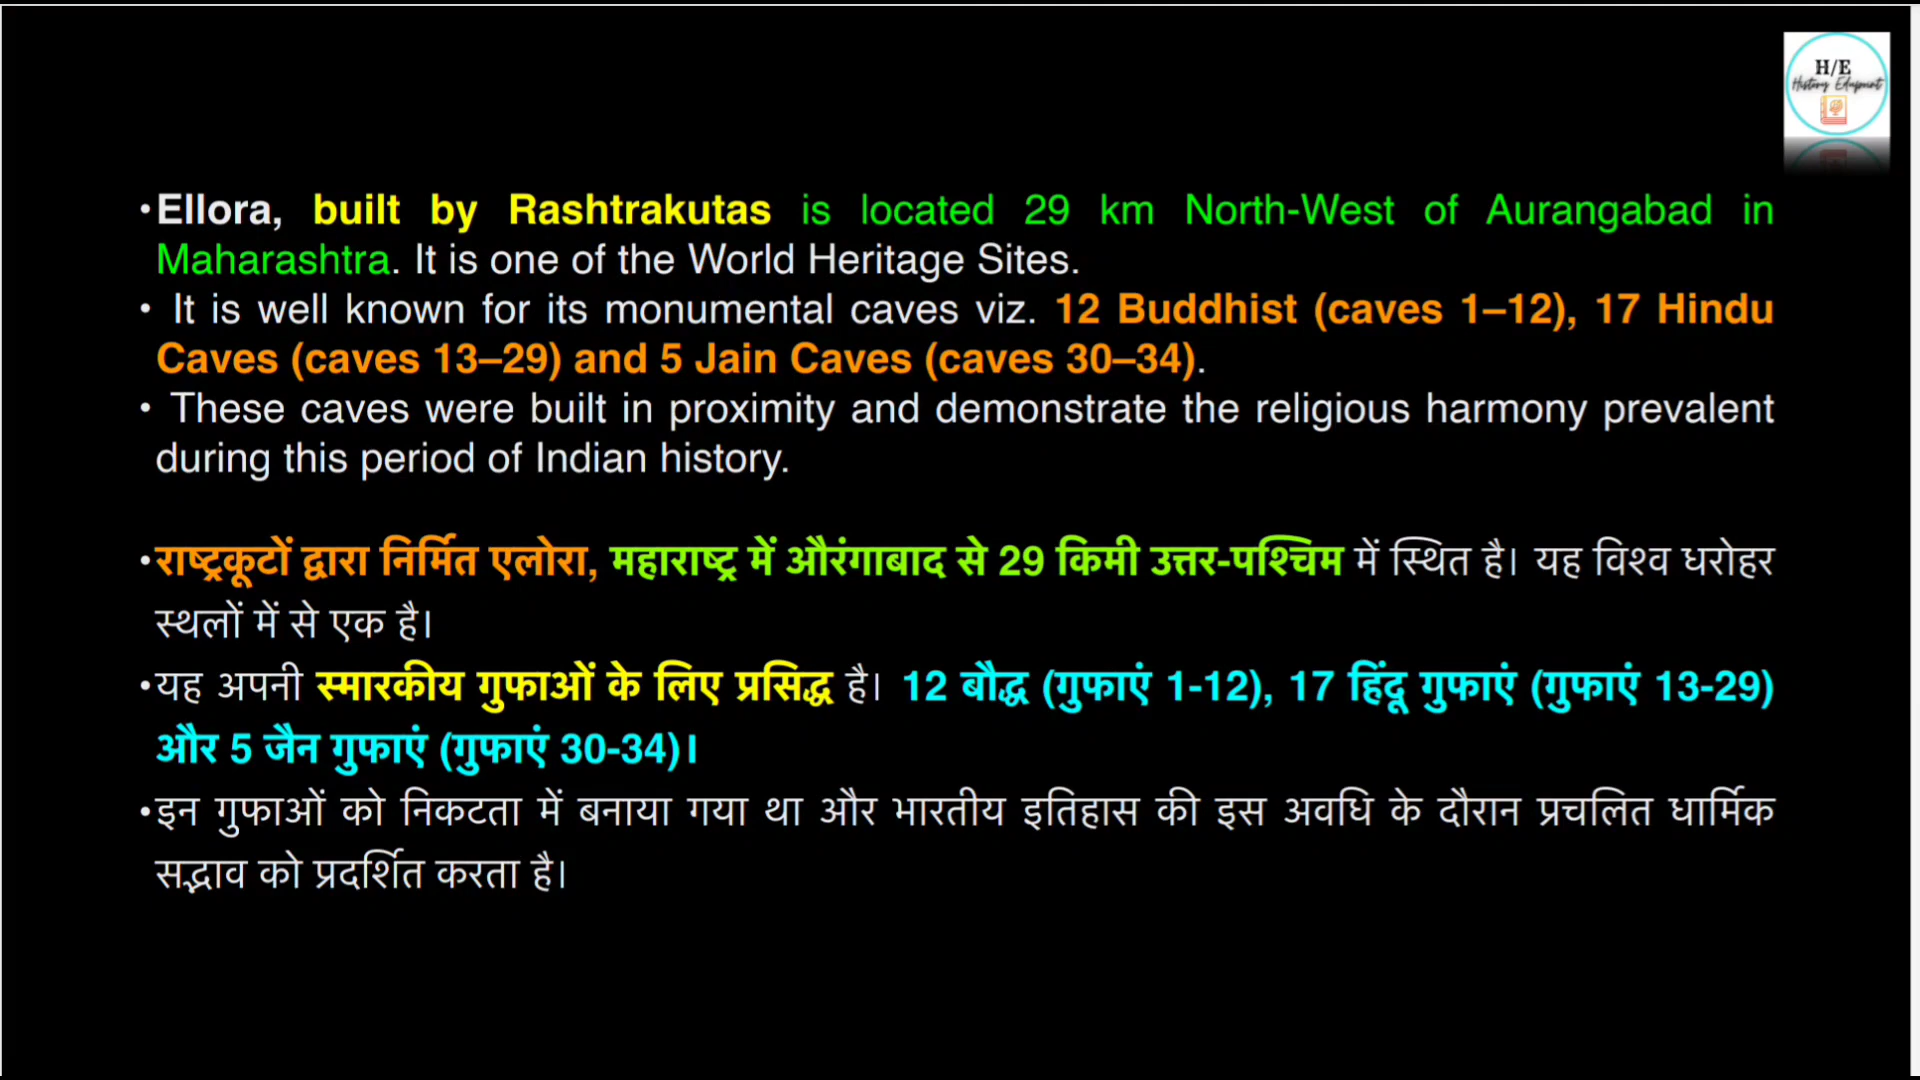 H/E
History Edupoint
•Ellora, built by Rashtrakutas is located 29 km North-West of Aurangabad in
Maharashtra. It is one of the World Heritage Sites.
• It is well known for its monumental caves viz. 12 Buddhist (caves 1–12), 17 Hindu
Caves (caves 13–29) and 5 Jain Caves (caves 30–34).
• These caves were built in proximity and demonstrate the religious harmony prevalent
during this period of Indian history.
•राष्ट्रकूटों द्वारा निर्मित एलोरा, महाराष्ट्र में औरंगाबाद से 29 किमी उत्तर-पश्चिम में स्थित है। यह विश्व धरोहर
स्थलों में से एक है।
•यह अपनी स्मारकीय गुफाओं के लिए प्रसिद्ध है। 12 बौद्ध (गुफाएं 1-12), 17 हिंदू गुफाएं (गुफाएं 13-29)
और 5 जैन गुफाएं (गुफाएं 30-34)।
•इन गुफाओं को निकटता में बनाया गया था और भारतीय इतिहास की इस अवधि के दौरान प्रचलित धार्मिक
सद्भाव को प्रदर्शित करता है।